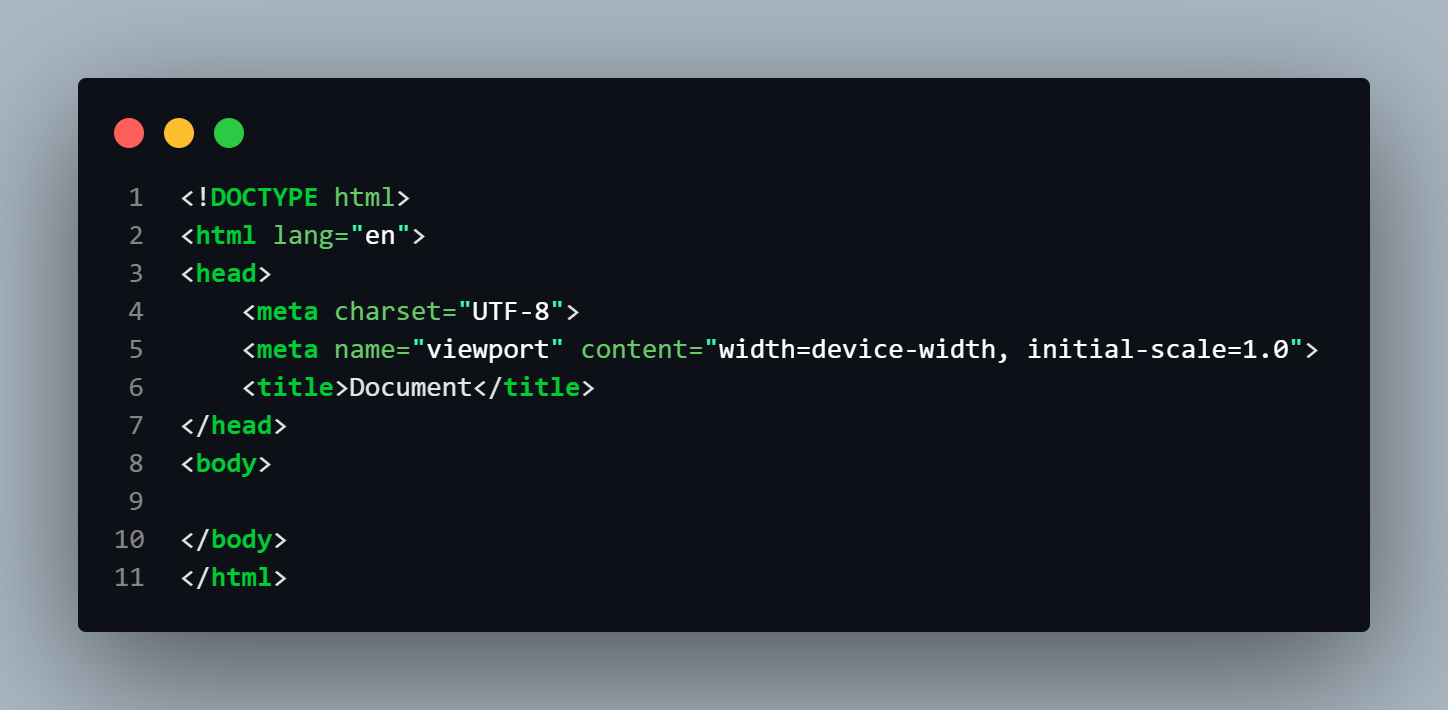 1 <!DOCTYPE html>
2 <html lang="en">
3 <head>
4     <meta charset="UTF-8">
5     <meta name="viewport" content="width=device-width, initial-scale=1.0">
6     <title>Document</title>
7 </head>
8 <body>
9
10 </body>
11 </html>